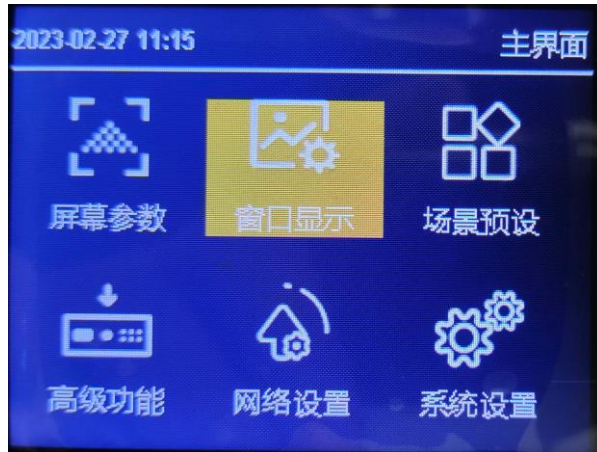 2023-02-27 11:15 主界面
屏幕参数 窗口显示 场景预设
高级功能 网络设置 系统设置